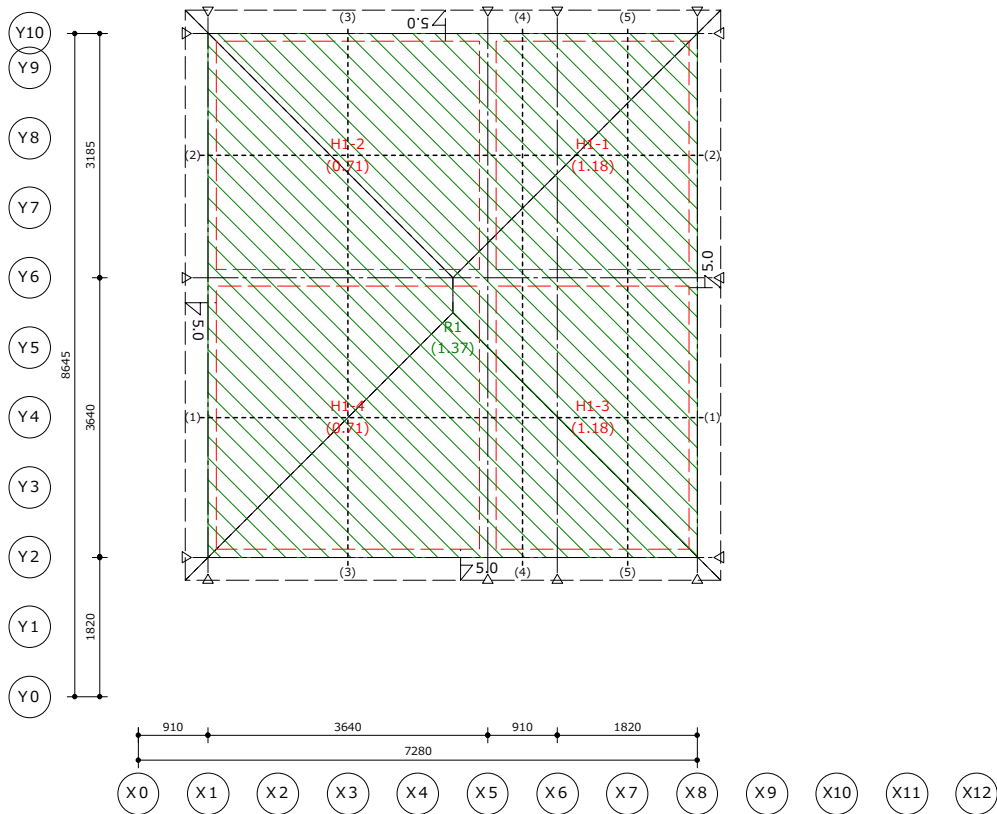 (3) (4) (5)
5.0
Y10
Y9
Y8
Y7
Y6
Y5
Y4
Y3
Y2
Y1
Y0
3185
8645
3640
1820
H1-2
(0.71)
H1-1
(1.18)
(2) (2)
5.0
5.0
R1
(1.37)
H1-4
(0.71)
H1-3
(1.18)
(1) (1)
5.0
(3) (4) (5)
910 3640 910 1820
7280
X0 X1 X2 X3 X4 X5 X6 X7 X8 X9 X10 X11 X12